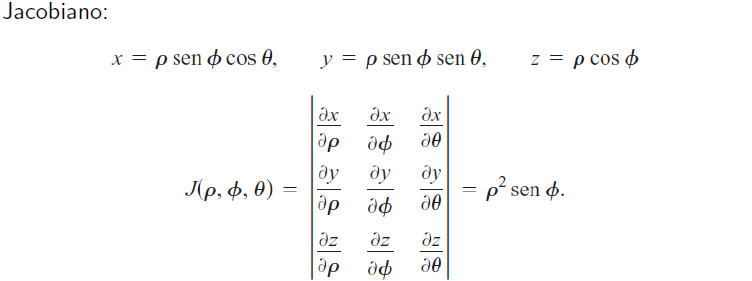 Jacobiano:
x = ρ sen ϕ cos θ, y = ρ sen ϕ sen θ, z = ρ cos ϕ
∂x ∂x ∂x
∂ρ ∂ϕ ∂θ
∂y ∂y ∂y
J(ρ, ϕ, θ) = = ρ² sen ϕ.
∂ρ ∂ϕ ∂θ
∂z ∂z ∂z
∂ρ ∂ϕ ∂θ